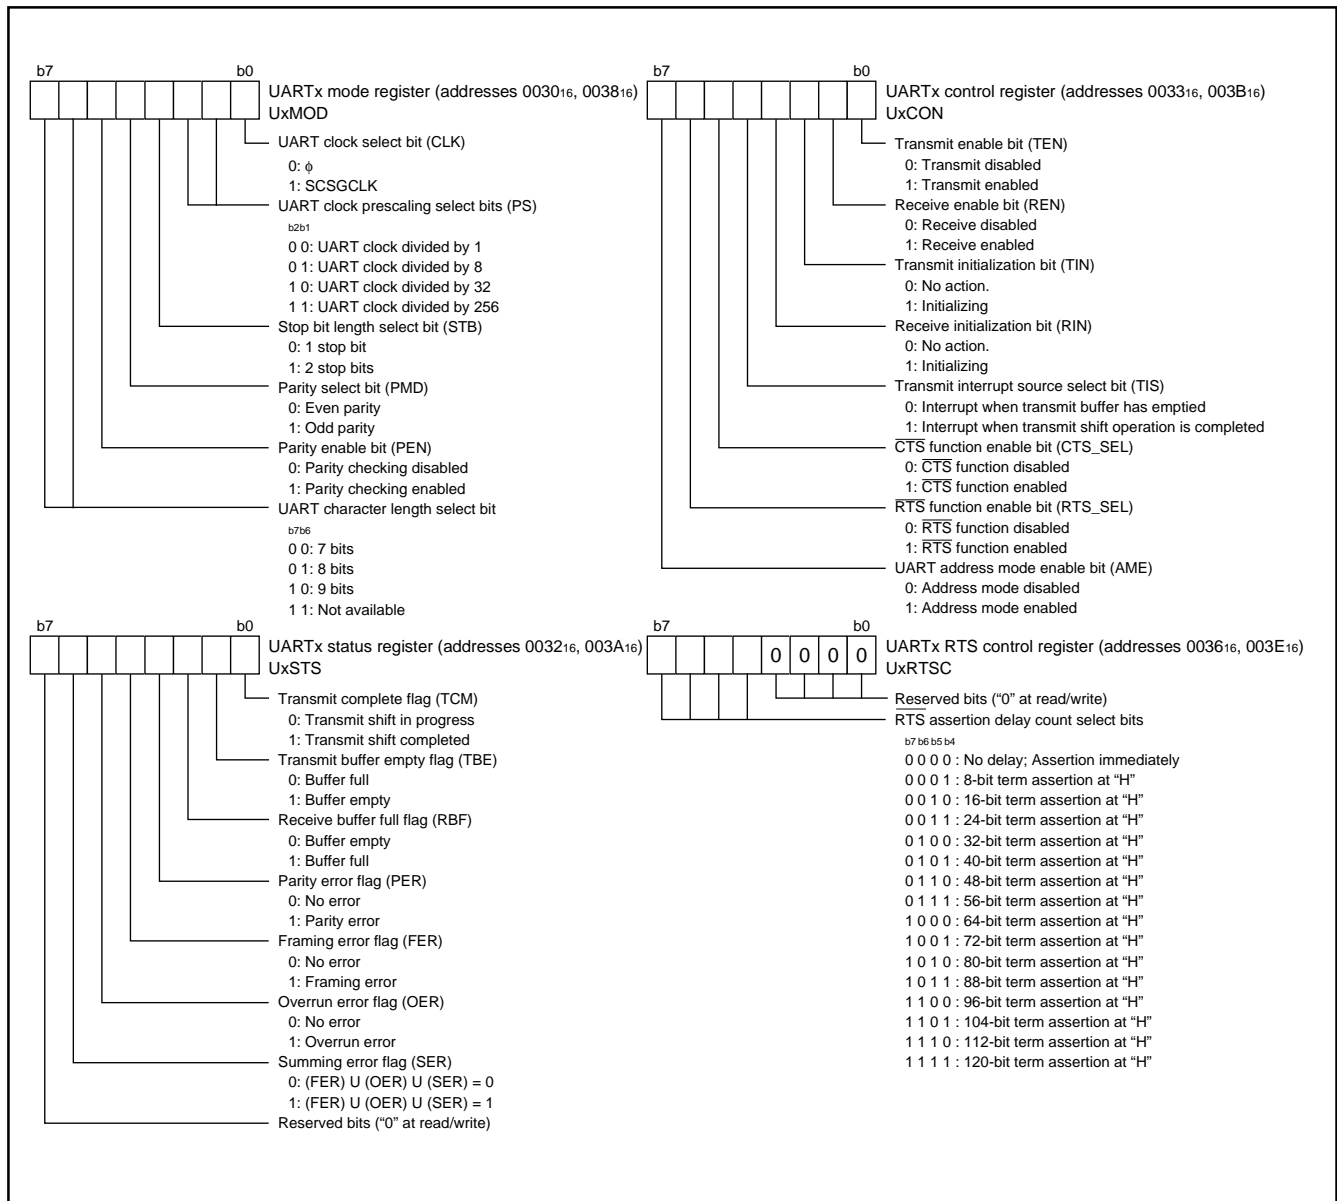 b7 b0
UARTx mode register (addresses 0030₁₆, 0038₁₆)
UxMOD
UART clock select bit (CLK)
0: ϕ
1: SCSGCLK
UART clock prescaling select bits (PS)
b2b1
0 0: UART clock divided by 1
0 1: UART clock divided by 8
1 0: UART clock divided by 32
1 1: UART clock divided by 256
Stop bit length select bit (STB)
0: 1 stop bit
1: 2 stop bits
Parity select bit (PMD)
0: Even parity
1: Odd parity
Parity enable bit (PEN)
0: Parity checking disabled
1: Parity checking enabled
UART character length select bit
b7b6
0 0: 7 bits
0 1: 8 bits
1 0: 9 bits
1 1: Not available
b7 b0
UARTx control register (addresses 0033₁₆, 003B₁₆)
UxCON
Transmit enable bit (TEN)
0: Transmit disabled
1: Transmit enabled
Receive enable bit (REN)
0: Receive disabled
1: Receive enabled
Transmit initialization bit (TIN)
0: No action.
1: Initializing
Receive initialization bit (RIN)
0: No action.
1: Initializing
Transmit interrupt source select bit (TIS)
0: Interrupt when transmit buffer has emptied
1: Interrupt when transmit shift operation is completed
C̅T̅S̅ function enable bit (CTS_SEL)
0: C̅T̅S̅ function disabled
1: C̅T̅S̅ function enabled
R̅T̅S̅ function enable bit (RTS_SEL)
0: R̅T̅S̅ function disabled
1: R̅T̅S̅ function enabled
UART address mode enable bit (AME)
0: Address mode disabled
1: Address mode enabled
b7 b0
UARTx status register (addresses 0032₁₆, 003A₁₆)
UxSTS
Transmit complete flag (TCM)
0: Transmit shift in progress
1: Transmit shift completed
Transmit buffer empty flag (TBE)
0: Buffer full
1: Buffer empty
Receive buffer full flag (RBF)
0: Buffer empty
1: Buffer full
Parity error flag (PER)
0: No error
1: Parity error
Framing error flag (FER)
0: No error
1: Framing error
Overrun error flag (OER)
0: No error
1: Overrun error
Summing error flag (SER)
0: (FER) U (OER) U (SER) = 0
1: (FER) U (OER) U (SER) = 1
Reserved bits (“0” at read/write)
b7 b0
0 0 0 0
UARTx RTS control register (addresses 0036₁₆, 003E₁₆)
UxRTSC
Reserved bits (“0” at read/write)
R̅T̅S̅ assertion delay count select bits
b7 b6 b5 b4
0 0 0 0 : No delay; Assertion immediately
0 0 0 1 : 8-bit term assertion at “H”
0 0 1 0 : 16-bit term assertion at “H”
0 0 1 1 : 24-bit term assertion at “H”
0 1 0 0 : 32-bit term assertion at “H”
0 1 0 1 : 40-bit term assertion at “H”
0 1 1 0 : 48-bit term assertion at “H”
0 1 1 1 : 56-bit term assertion at “H”
1 0 0 0 : 64-bit term assertion at “H”
1 0 0 1 : 72-bit term assertion at “H”
1 0 1 0 : 80-bit term assertion at “H”
1 0 1 1 : 88-bit term assertion at “H”
1 1 0 0 : 96-bit term assertion at “H”
1 1 0 1 : 104-bit term assertion at “H”
1 1 1 0 : 112-bit term assertion at “H”
1 1 1 1 : 120-bit term assertion at “H”